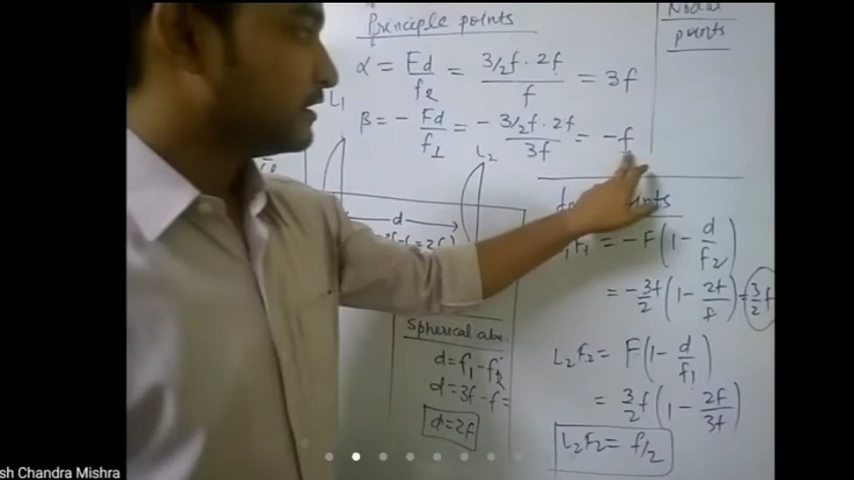 Principle points
Nodal
points
α = Fd/f₂ = 3/2f · 2f / f = 3f
L₁
β = - Fd/f₁ = - 3/2f · 2f / 3f = -f
L₂
d
F₁ = -F(1 - d/f₂)
= -3f/2 (1 - 2f/f) = 3/2 f
Spherical abe.
d = f₁ - f₂
d = 3f - f =
d = 2f
L₂F₂ = F(1 - d/f₁)
= 3/2 f (1 - 2f/3f)
L₂F₂ = f/2
sh Chandra Mishra